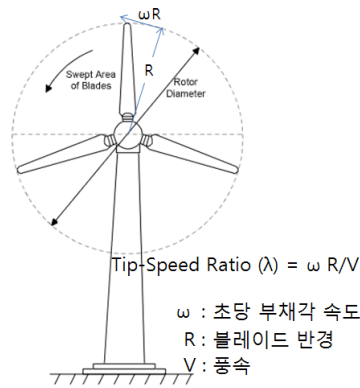 ωR
R
Swept Area
of Blades
Rotor
Diameter
Tip-Speed Ratio (λ) = ω R/V
ω : 초당 부채각 속도
R : 블레이드 반경
V : 풍속